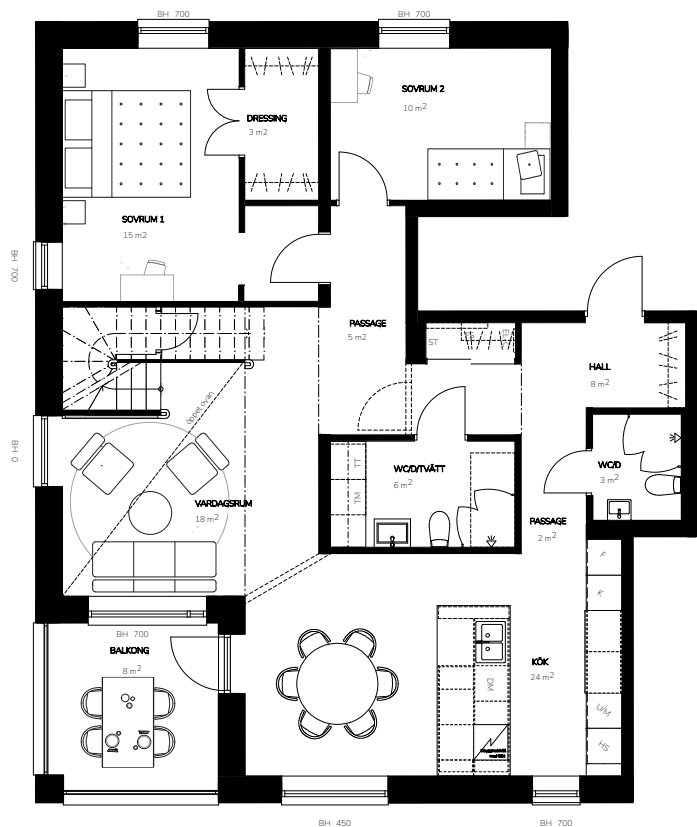 BH 700
BH 700
SOVRUM 2
10 m2
DRESSING
3 m2
SOVRUM 1
15 m2
BH 700
PASSAGE
5 m2
ST
HALL
8 m2
öppet ovan
BH 0
WC/D/TVÄTT
6 m2
TT
TM
WC/D
3 m2
VARDAGSRUM
18 m2
PASSAGE
2 m2
F
K
BH 700
BALKONG
8 m2
KÖK
24 m2
DM
U/M
HS
BH 450
BH 700